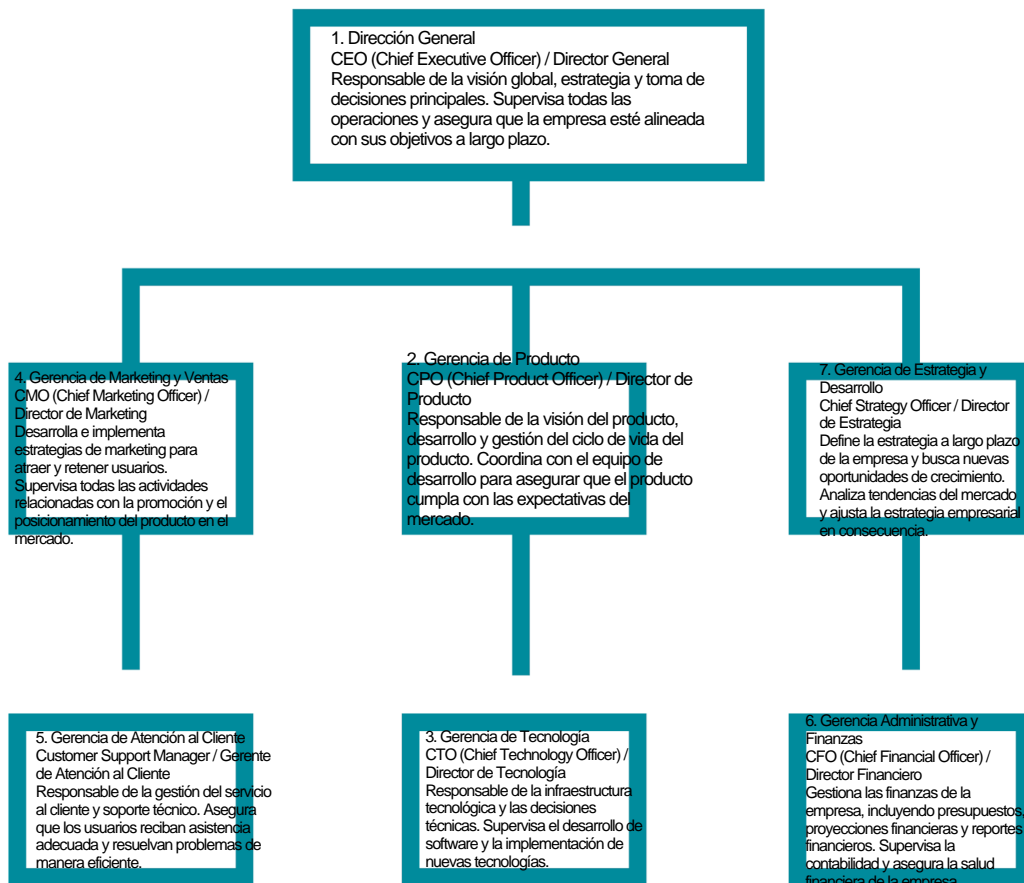 1. Dirección General
CEO (Chief Executive Officer) / Director General
Responsable de la visión global, estrategia y toma de
decisiones principales. Supervisa todas las
operaciones y asegura que la empresa esté alineada
con sus objetivos a largo plazo.
4. Gerencia de Marketing y Ventas
CMO (Chief Marketing Officer) /
Director de Marketing
Desarrolla e implementa
estrategias de marketing para
atraer y retener usuarios.
Supervisa todas las actividades
relacionadas con la promoción y el
posicionamiento del producto en el
mercado.
2. Gerencia de Producto
CPO (Chief Product Officer) / Director de
Producto
Responsable de la visión del producto,
desarrollo y gestión del ciclo de vida del
producto. Coordina con el equipo de
desarrollo para asegurar que el producto
cumpla con las expectativas del
mercado.
7. Gerencia de Estrategia y
Desarrollo
Chief Strategy Officer / Director
de Estrategia
Define la estrategia a largo plazo
de la empresa y busca nuevas
oportunidades de crecimiento.
Analiza tendencias del mercado
y ajusta la estrategia empresarial
en consecuencia.
5. Gerencia de Atención al Cliente
Customer Support Manager / Gerente
de Atención al Cliente
Responsable de la gestión del servicio
al cliente y soporte técnico. Asegura
que los usuarios reciban asistencia
adecuada y resuelvan problemas de
manera eficiente.
3. Gerencia de Tecnología
CTO (Chief Technology Officer) /
Director de Tecnología
Responsable de la infraestructura
tecnológica y las decisiones
técnicas. Supervisa el desarrollo de
software y la implementación de
nuevas tecnologías.
6. Gerencia Administrativa y
Finanzas
CFO (Chief Financial Officer) /
Director Financiero
Gestiona las finanzas de la
empresa, incluyendo presupuestos,
proyecciones financieras y reportes
financieros. Supervisa la
contabilidad y asegura la salud
financiera de la empresa.